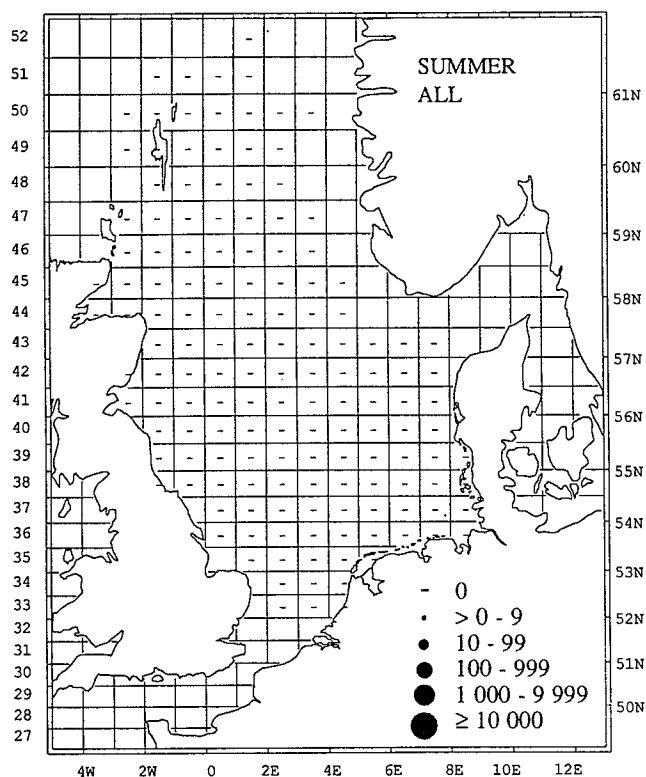 SUMMER
ALL
52
51
50
49
48
47
46
45
44
43
42
41
40
39
38
37
36
35
34
33
32
31
30
29
28
27
61N
60N
59N
58N
57N
56N
55N
54N
53N
52N
51N
50N
- 0
> 0 - 9
10 - 99
100 - 999
1 000 - 9 999
≥ 10 000
4W 2W 0 2E 4E 6E 8E 10E 12E